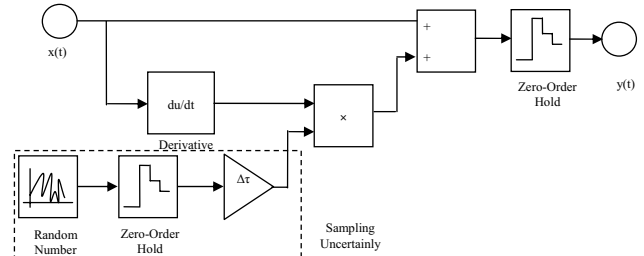 x(t)
+
+
Zero-Order
Hold
y(t)
du/dt
Derivative
×
Δτ
Random
Number
Zero-Order
Hold
Sampling
Uncertainly